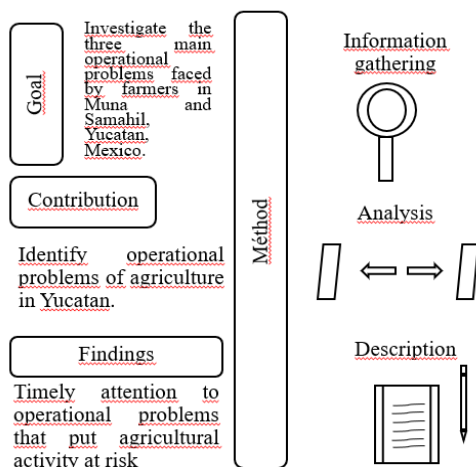 Goal
Investigate the
three main
operational
problems faced
by farmers in
Muna and
Samahil,
Yucatan,
Mexico.
Contribution
Identify operational
problems of agriculture
in Yucatan.
Findings
Timely attention to
operational problems
that put agricultural
activity at risk
Méthod
Information
gathering
Analysis
Description